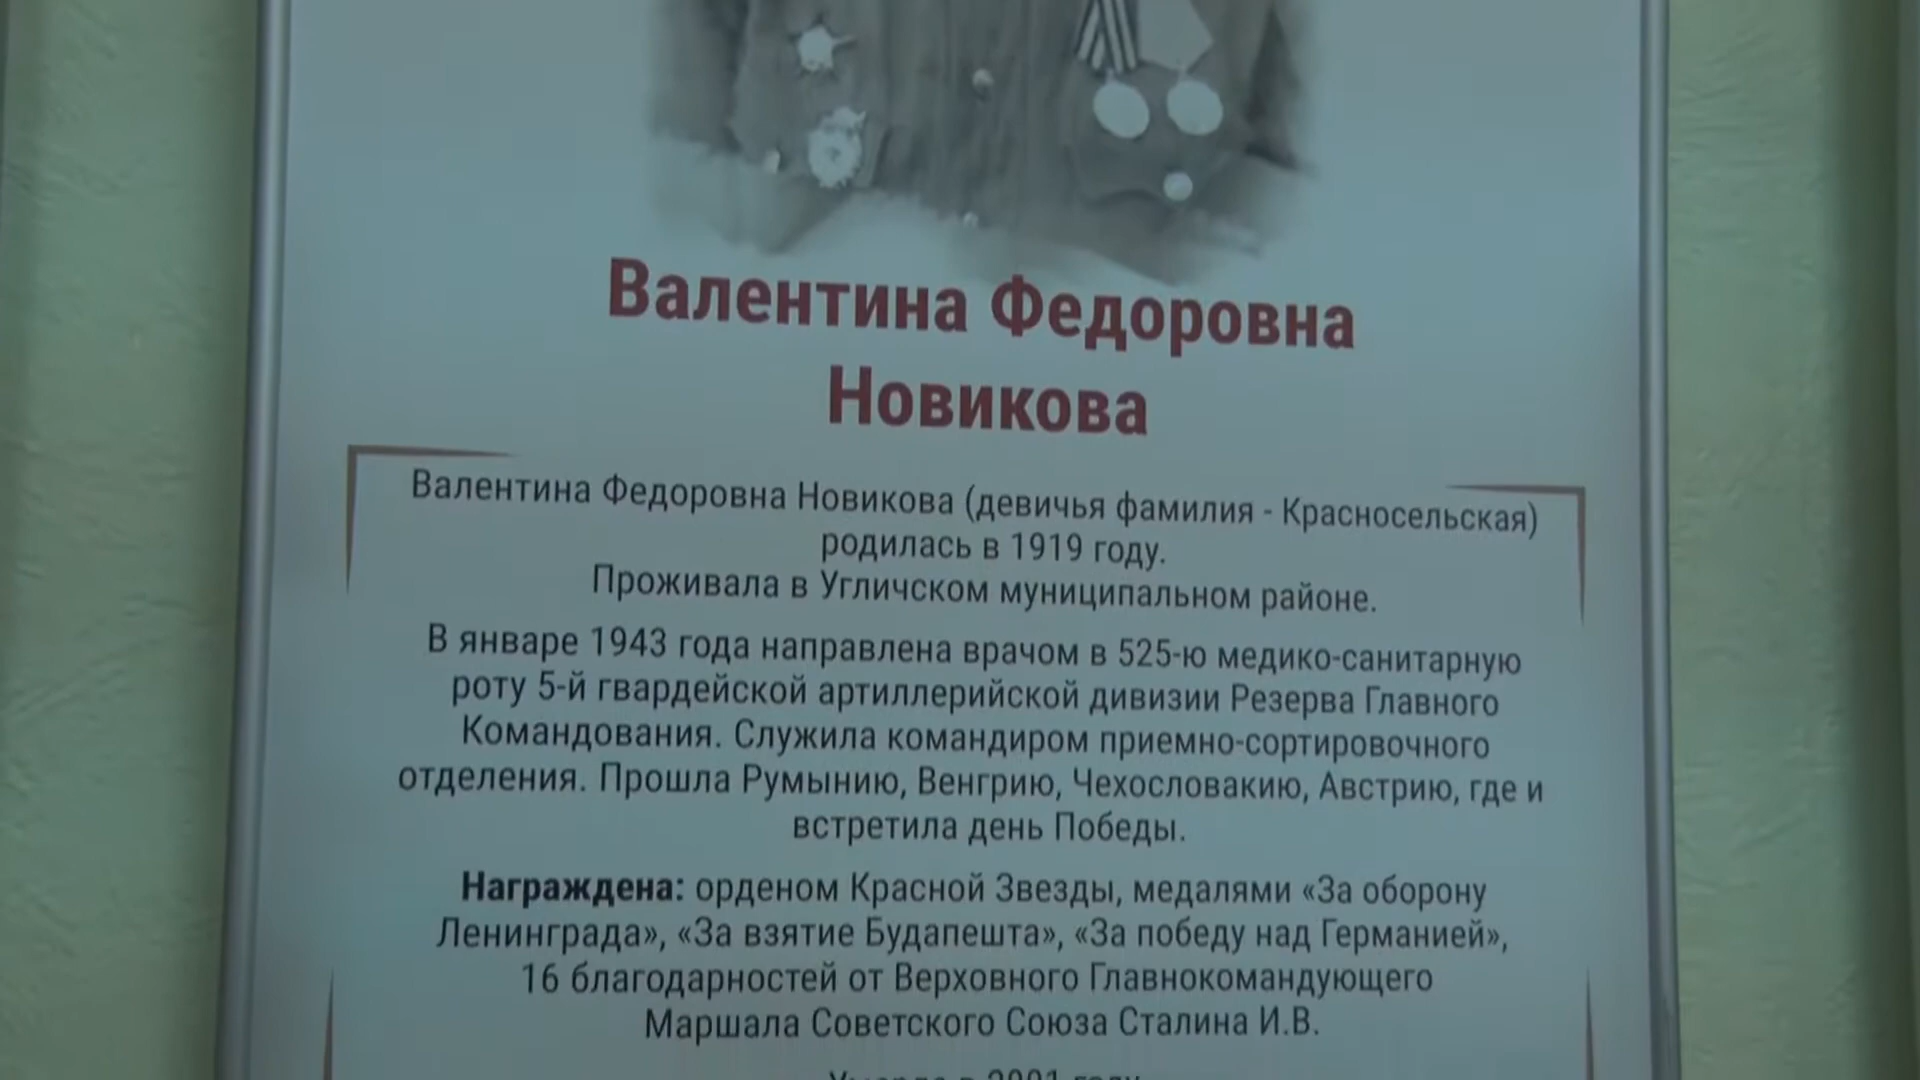 Валентина Федоровна
Новикова
Валентина Федоровна Новикова (девичья фамилия - Красносельская)
родилась в 1919 году.
Проживала в Угличском муниципальном районе.
В январе 1943 года направлена врачом в 525-ю медико-санитарную
роту 5-й гвардейской артиллерийской дивизии Резерва Главного
Командования. Служила командиром приемно-сортировочного
отделения. Прошла Румынию, Венгрию, Чехословакию, Австрию, где и
встретила день Победы.
Награждена: орденом Красной Звезды, медалями «За оборону
Ленинграда», «За взятие Будапешта», «За победу над Германией»,
16 благодарностей от Верховного Главнокомандующего
Маршала Советского Союза Сталина И.В.